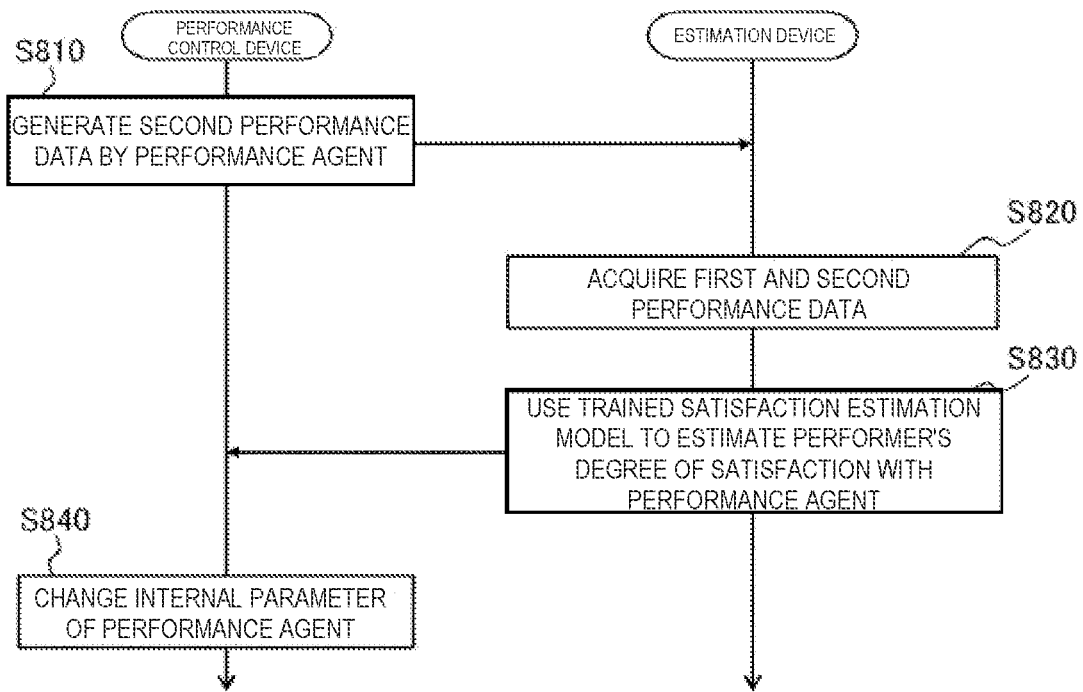 PERFORMANCE
CONTROL DEVICE
ESTIMATION DEVICE
S810
GENERATE SECOND PERFORMANCE
DATA BY PERFORMANCE AGENT
S820
ACQUIRE FIRST AND SECOND
PERFORMANCE DATA
S830
USE TRAINED SATISFACTION ESTIMATION
MODEL TO ESTIMATE PERFORMER'S
DEGREE OF SATISFACTION WITH
PERFORMANCE AGENT
S840
CHANGE INTERNAL PARAMETER
OF PERFORMANCE AGENT